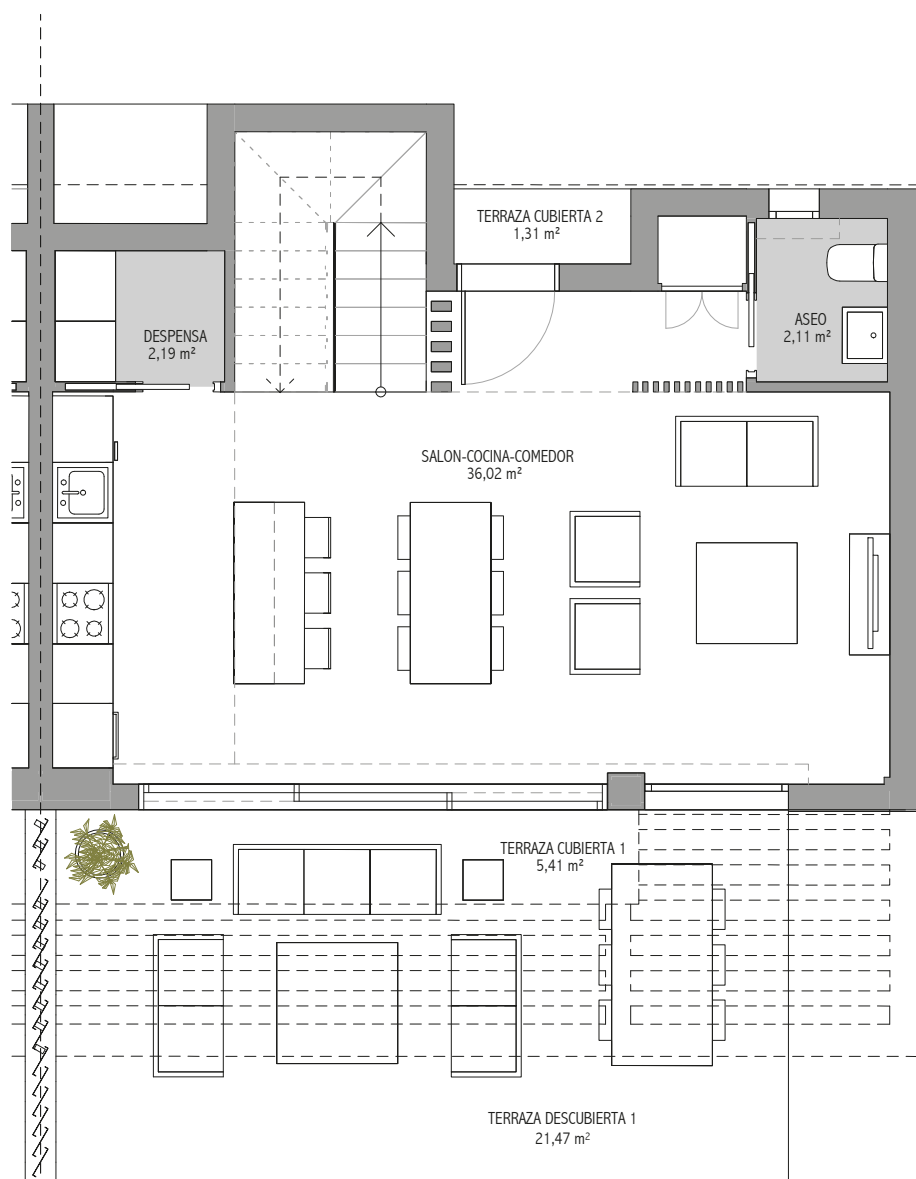 TERRAZA CUBIERTA 2
1,31 m²
ASEO
2,11 m²
DESPENSA
2,19 m²
SALON-COCINA-COMEDOR
36,02 m²
TERRAZA CUBIERTA 1
5,41 m²
TERRAZA DESCUBIERTA 1
21,47 m²